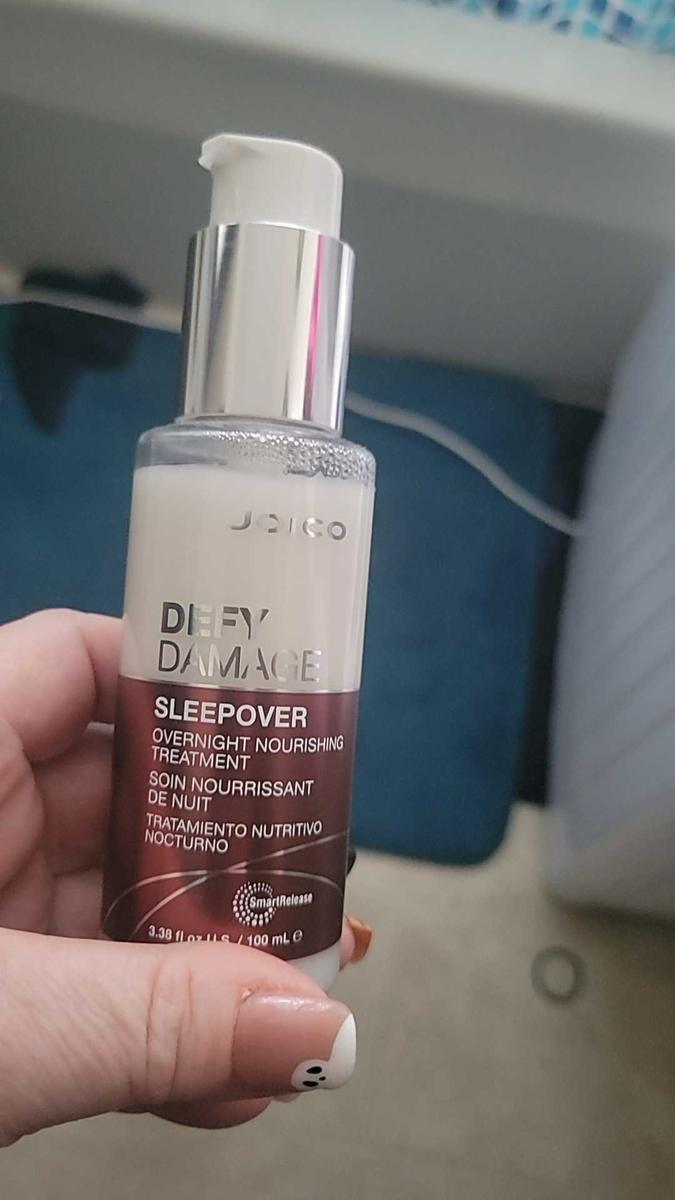 JOICO
DEFY
DAMAGE
SLEEPOVER
OVERNIGHT NOURISHING
TREATMENT
SOIN NOURRISSANT
DE NUIT
TRATAMIENTO NUTRITIVO
NOCTURNO
SmartRelease
3.38 fl oz U.S. / 100 mL e